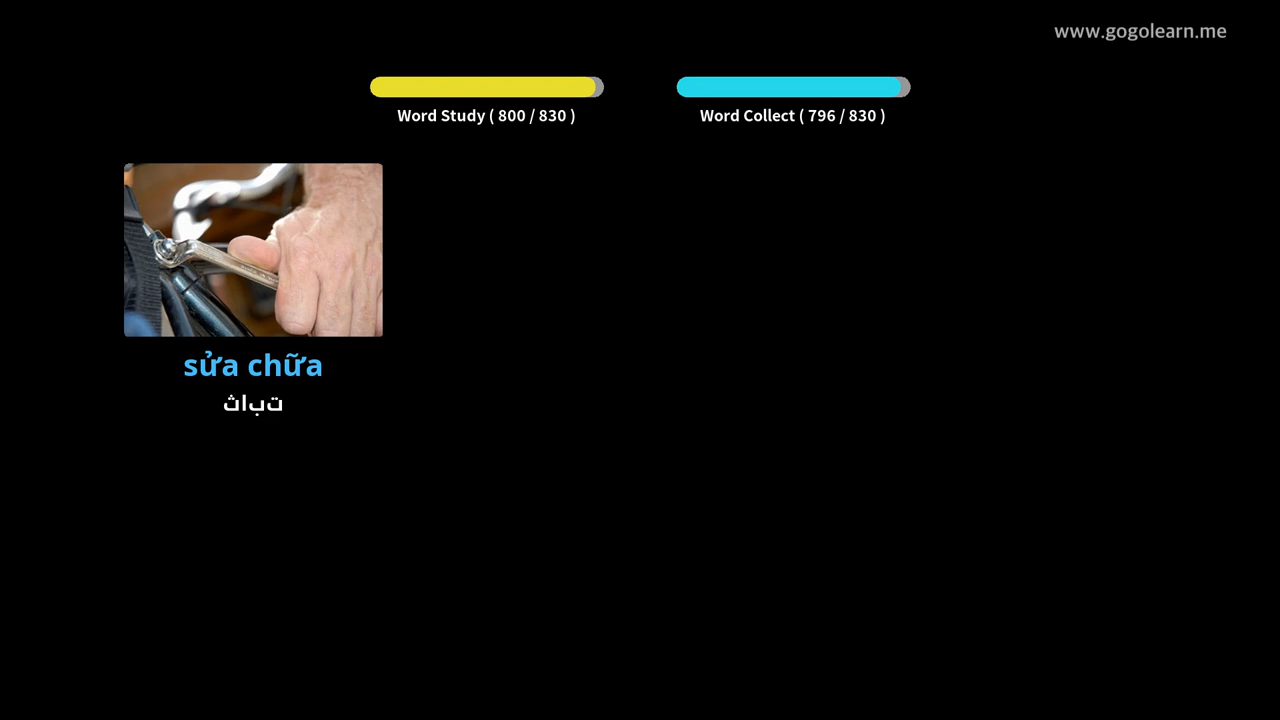 www.gogolearn.me
Word Study ( 800 / 830 )
Word Collect ( 796 / 830 )
sửa chữa
تباث